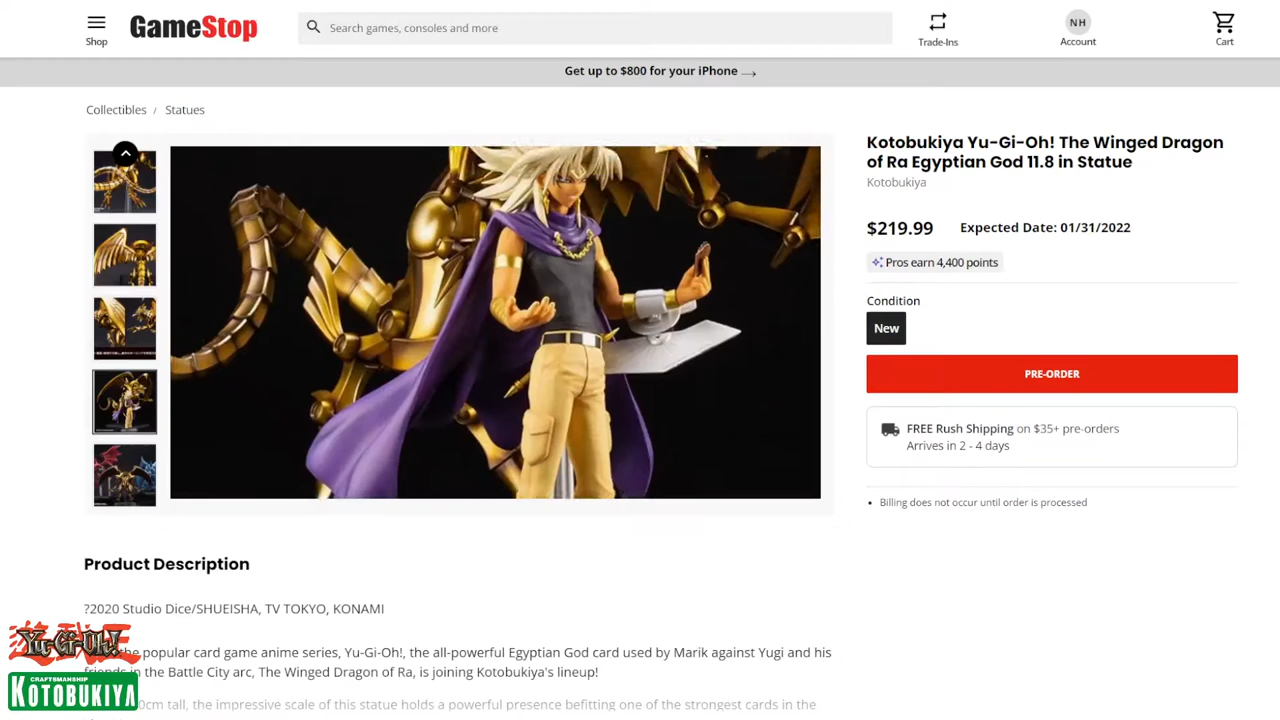 Shop
GameStop
Search games, consoles and more
Trade-Ins
NH
Account
Cart
Get up to $800 for your iPhone →
Collectibles / Statues
Kotobukiya Yu-Gi-Oh! The Winged Dragon
of Ra Egyptian God 11.8 in Statue
Kotobukiya
$219.99 Expected Date: 01/31/2022
Pros earn 4,400 points
Condition
New
PRE-ORDER
FREE Rush Shipping on $35+ pre-orders
Arrives in 2 - 4 days
• Billing does not occur until order is processed
Product Description
?2020 Studio Dice/SHUEISHA, TV TOKYO, KONAMI
popular card game anime series, Yu-Gi-Oh!, the all-powerful Egyptian God card used by Marik against Yugi and his
in the Battle City arc, The Winged Dragon of Ra, is joining Kotobukiya's lineup!
tall, the impressive scale of this statue holds a powerful presence befitting one of the strongest cards in the
Yu-Gi-Oh!
CRAFTSMANSHIP
KOTOBUKIYA